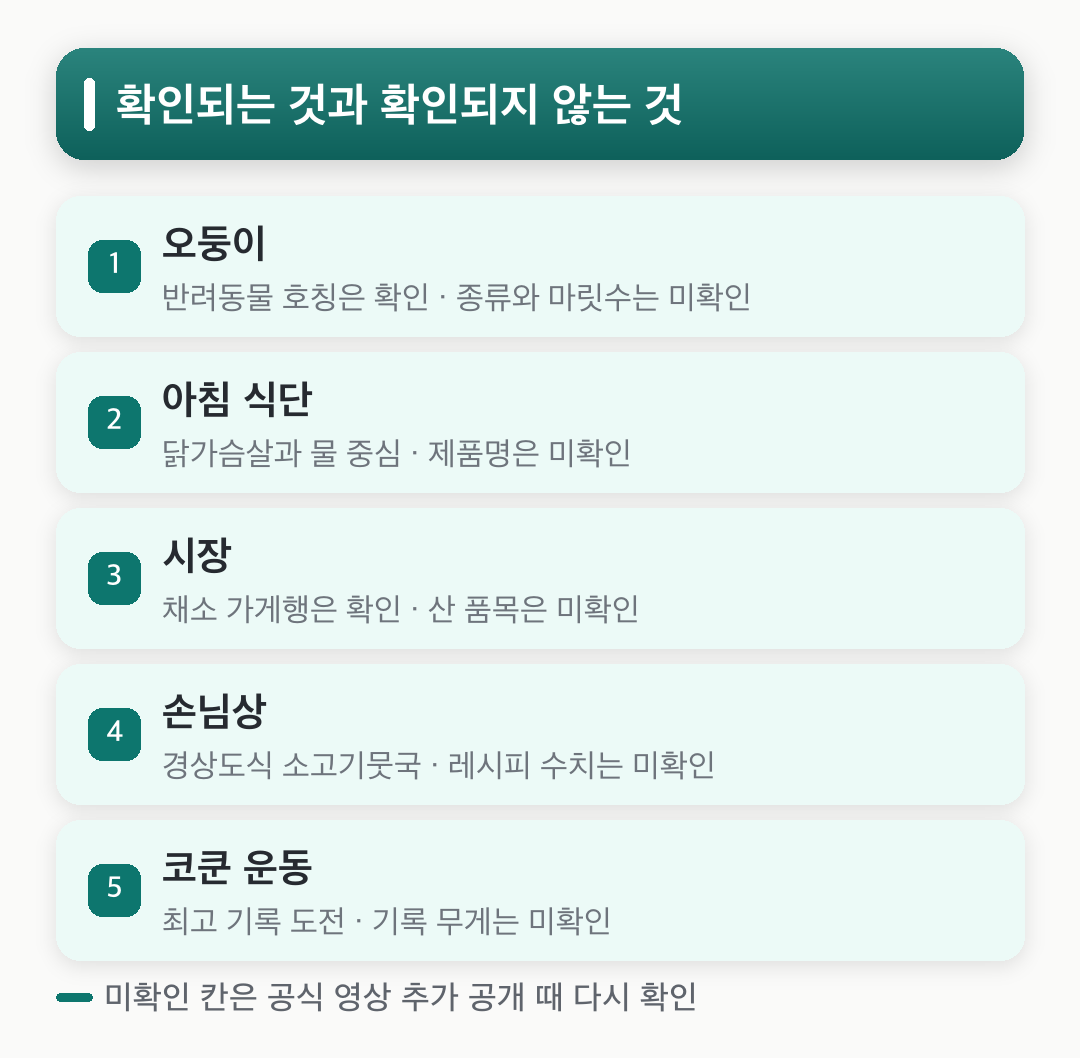 확인되는 것과 확인되지 않는 것
1
오둥이
반려동물 호칭은 확인 · 종류와 마릿수는 미확인
2
아침 식단
닭가슴살과 물 중심 · 제품명은 미확인
3
시장
채소 가게행은 확인 · 산 품목은 미확인
4
손님상
경상도식 소고기뭇국 · 레시피 수치는 미확인
5
코쿤 운동
최고 기록 도전 · 기록 무게는 미확인
미확인 칸은 공식 영상 추가 공개 때 다시 확인